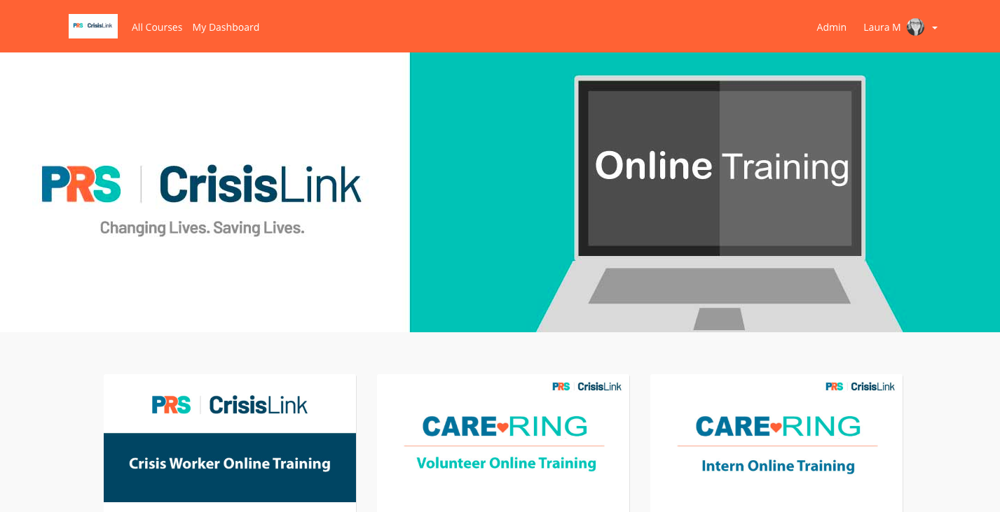 PRS CrisisLink All Courses My Dashboard Admin Laura M
PRS CrisisLink
Changing Lives. Saving Lives.
Online Training
PRS CrisisLink
Crisis Worker Online Training
PRS CrisisLink
CARE RING
Volunteer Online Training
PRS CrisisLink
CARE RING
Intern Online Training